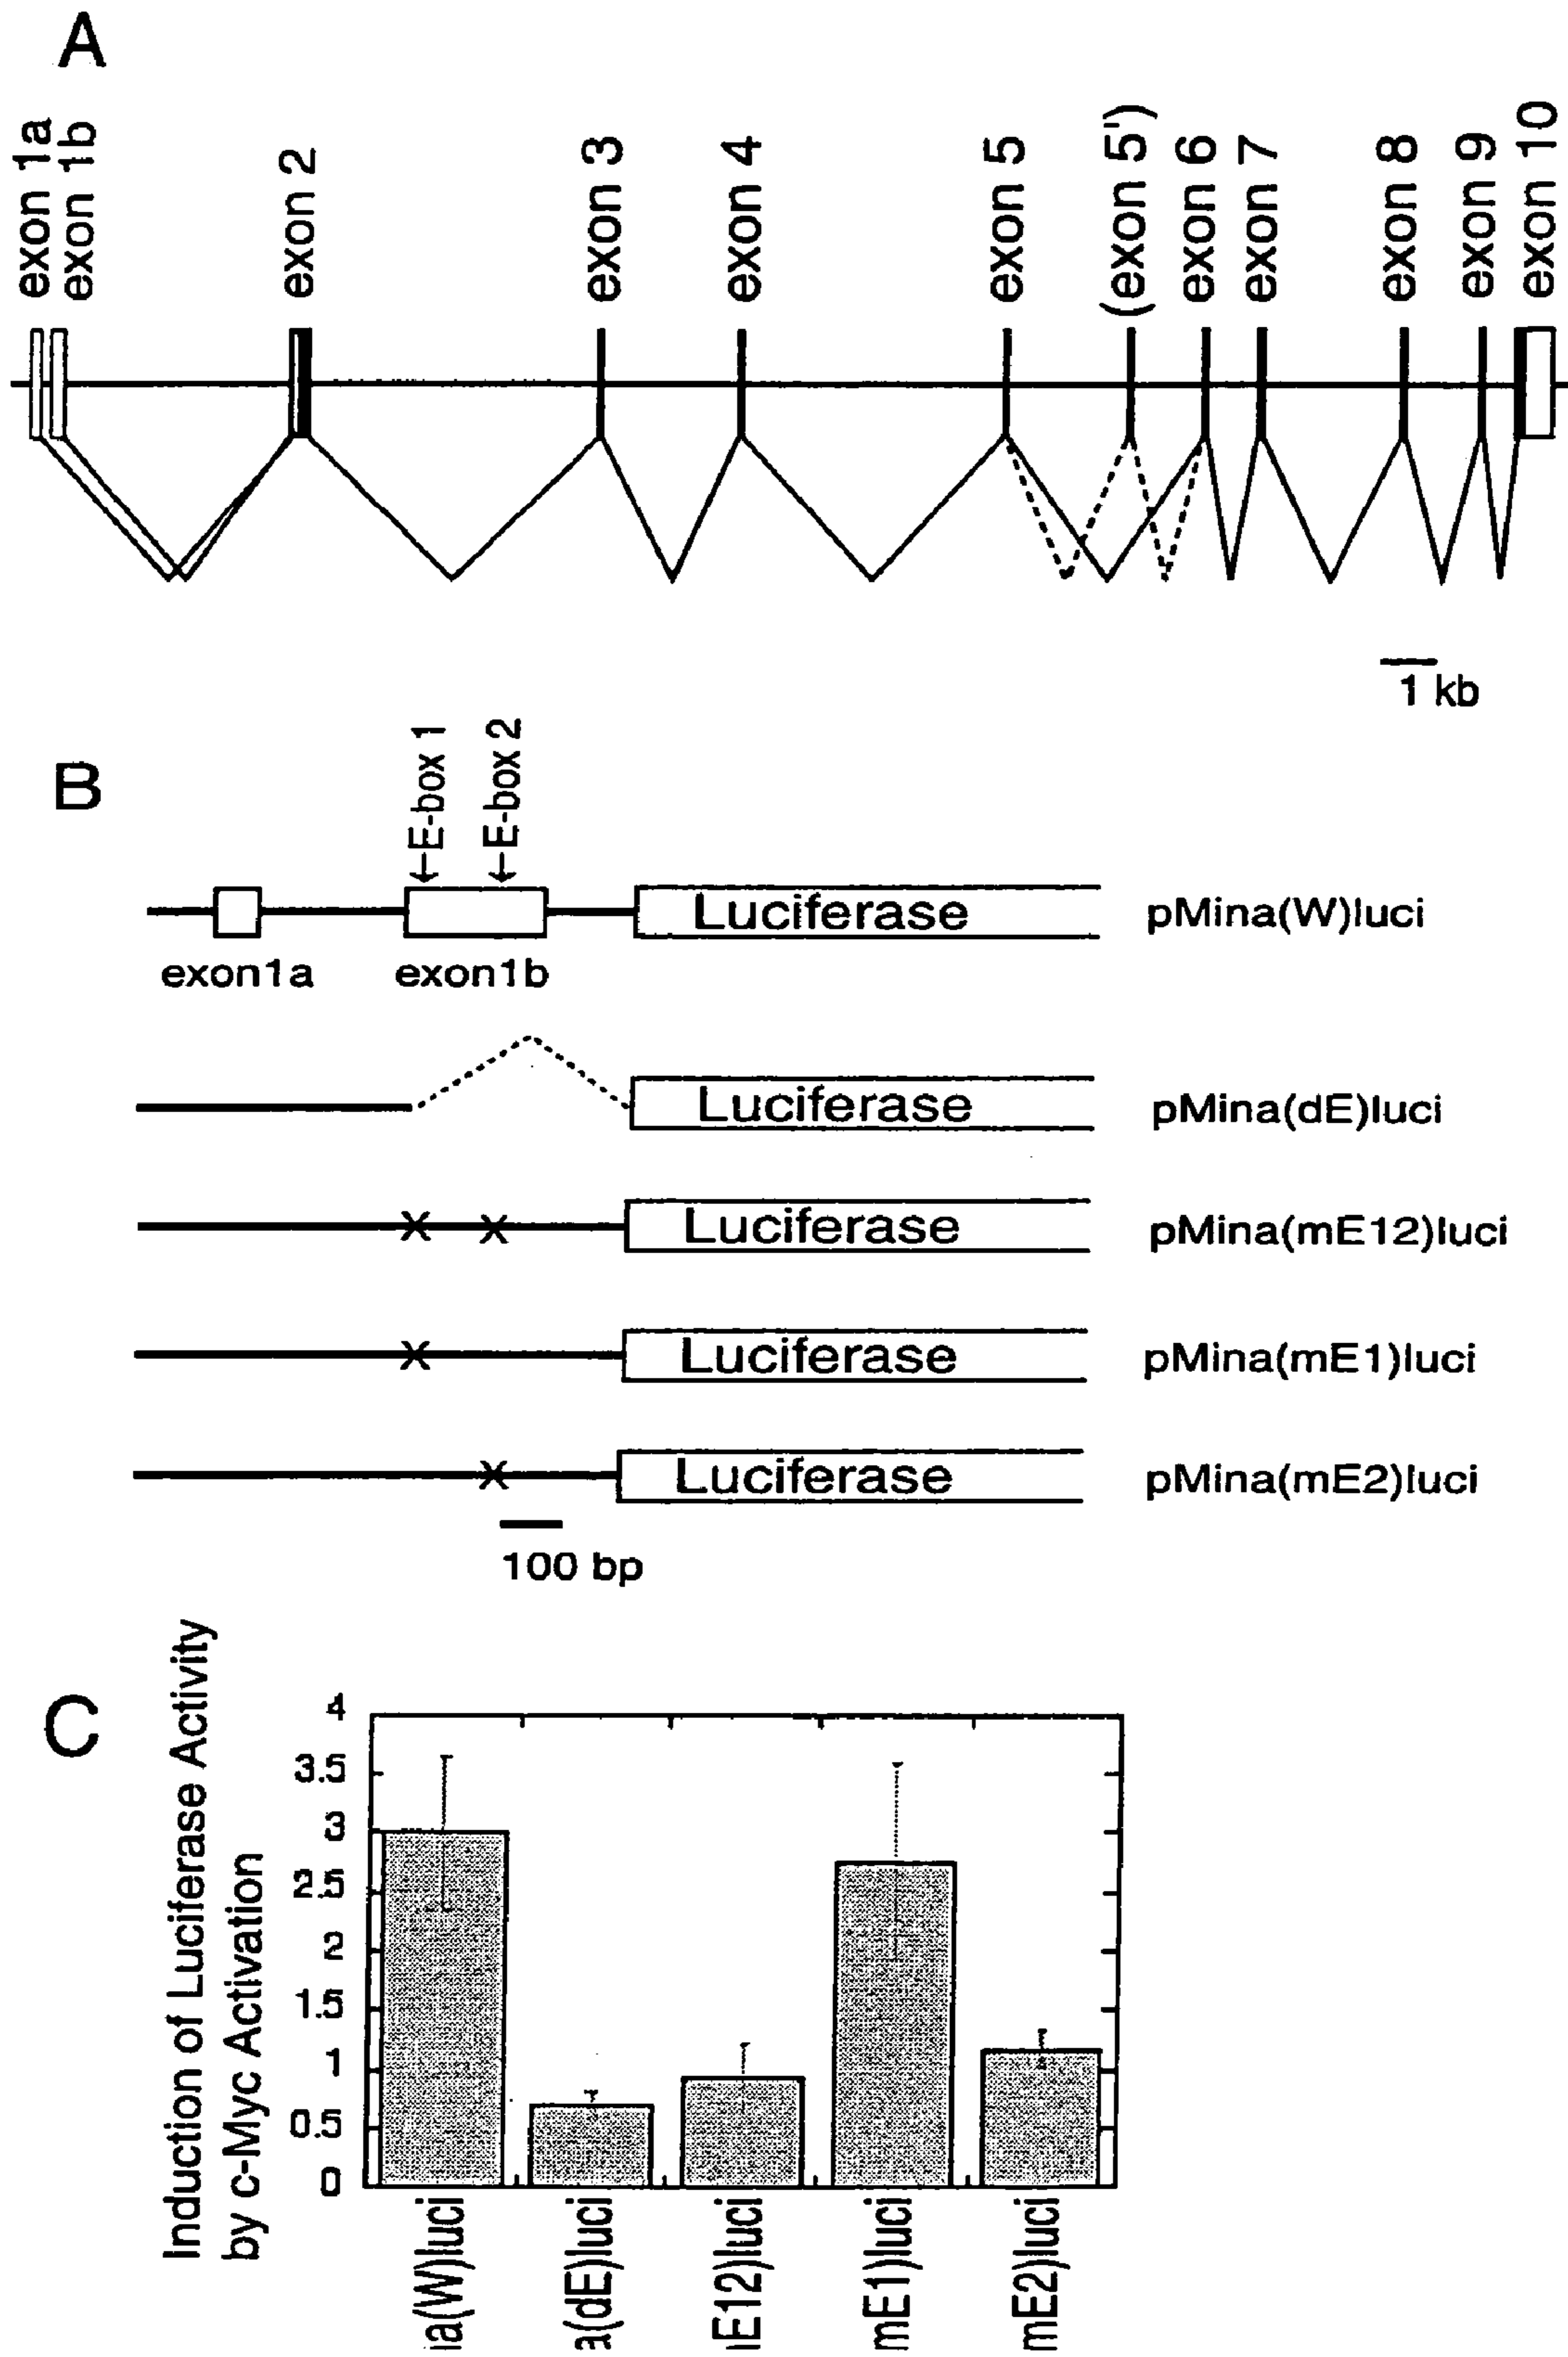 A
exon 1a
exon 1b
exon 2
exon 3
exon 4
exon 5
(exon 5')
exon 6
exon 7
exon 8
exon 9
exon 10
1 kb
B
←E-box 1
←E-box 2
Luciferase
pMina(W)luci
exon1a
exon1b
Luciferase
pMina(dE)luci
Luciferase
pMina(mE12)luci
Luciferase
pMina(mE1)luci
Luciferase
pMina(mE2)luci
100 bp
C
Induction of Luciferase Activity
by c-Myc Activation
4
3.5
3
2.5
2
1.5
1
0.5
0
a(W)luci
a(dE)luci
E12)luci
mE1)luci
mE2)luci